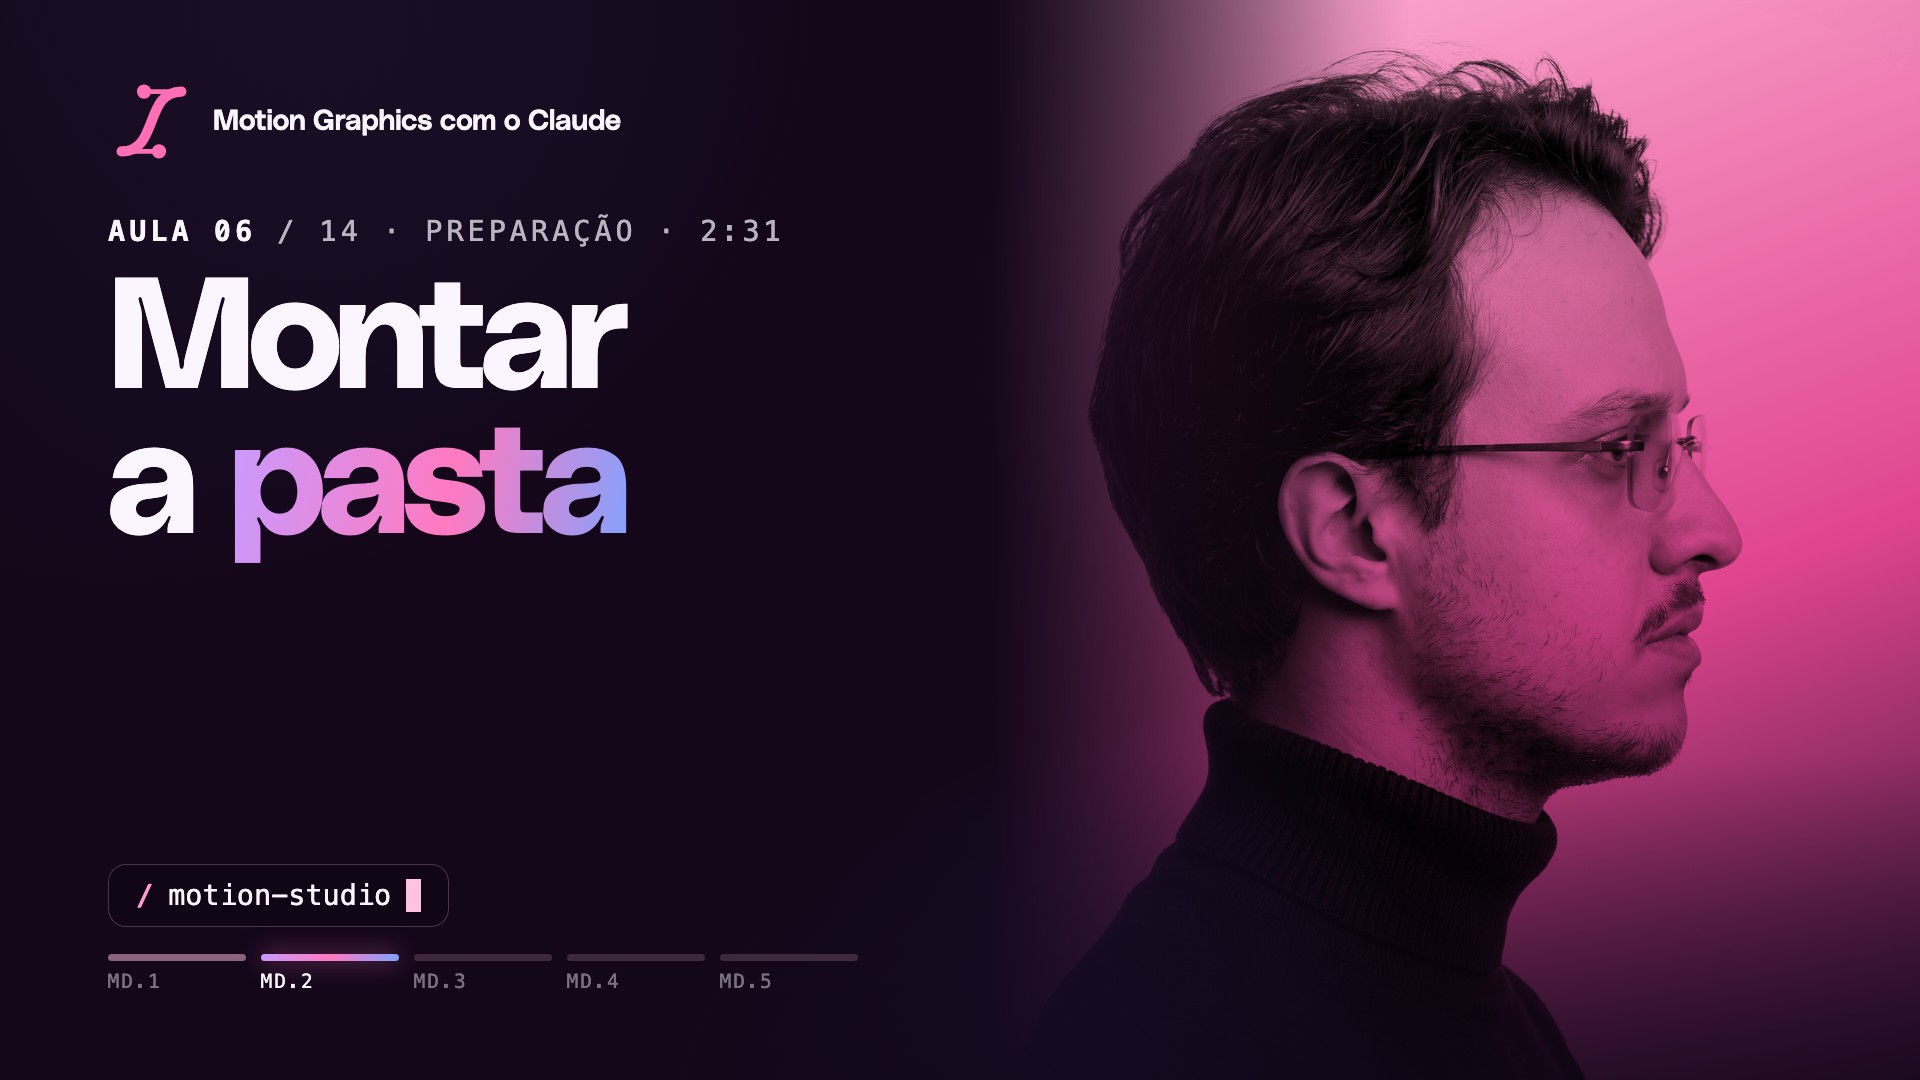 Motion Graphics com o Claude
AULA 06 / 14 · PREPARAÇÃO · 2:31
Montar
a pasta
/ motion-studio
MD.1 MD.2 MD.3 MD.4 MD.5